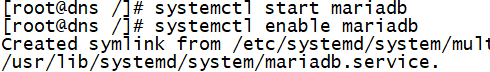 [root@dns /]# systemctl start mariadb
[root@dns /]# systemctl enable mariadb
Created symlink from /etc/systemd/system/mult
/usr/lib/systemd/system/mariadb.service.